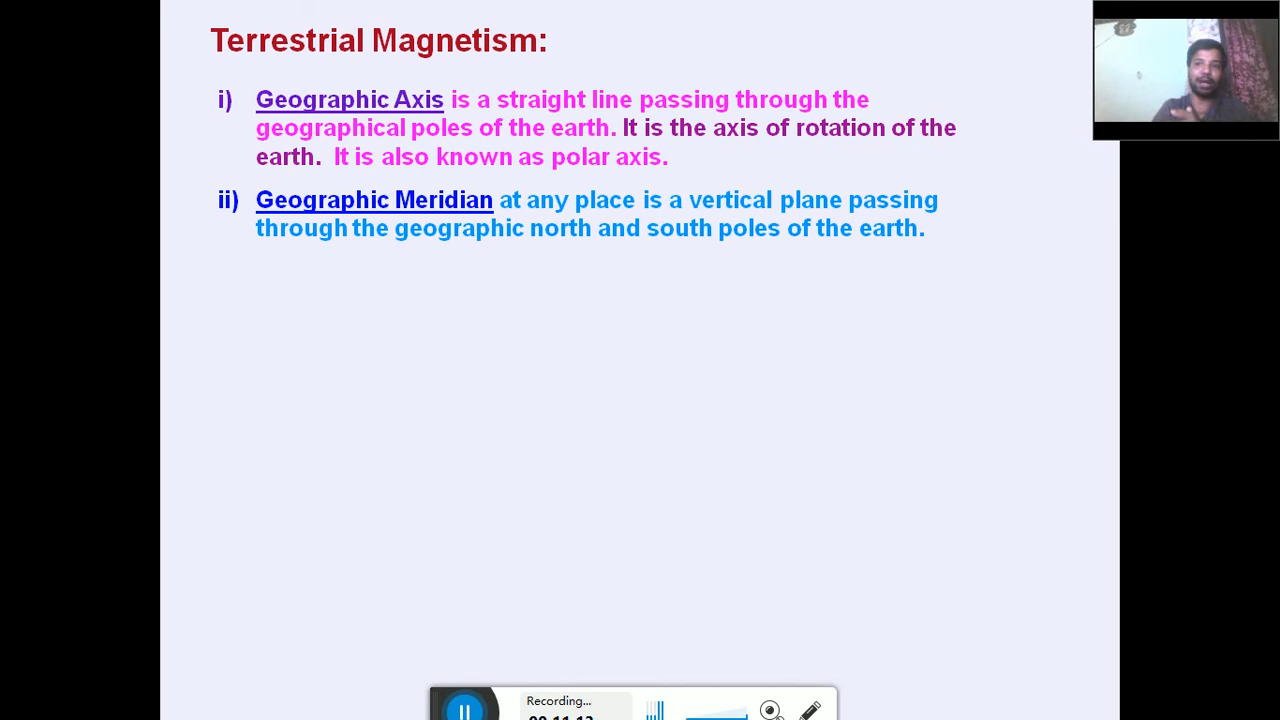 Terrestrial Magnetism:
i) Geographic Axis is a straight line passing through the
geographical poles of the earth. It is the axis of rotation of the
earth. It is also known as polar axis.
ii) Geographic Meridian at any place is a vertical plane passing
through the geographic north and south poles of the earth.
Recording...